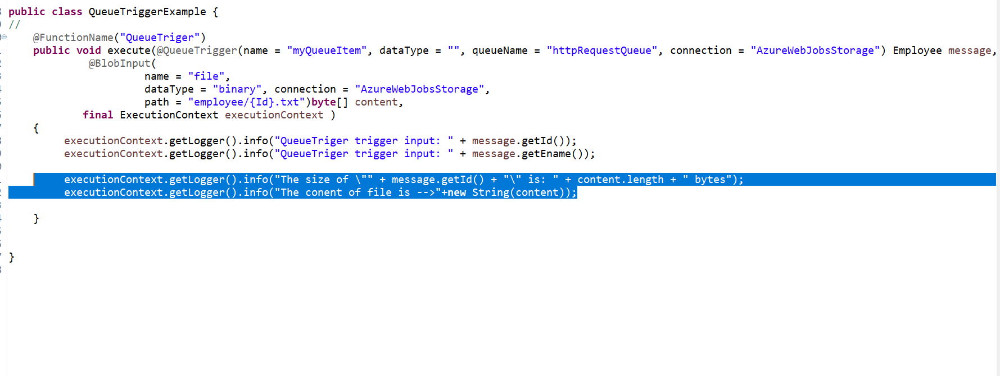 public class QueueTriggerExample {
//
@FunctionName("QueueTriger")
public void execute(@QueueTrigger(name = "myQueueItem", dataType = "", queueName = "httpRequestQueue", connection = "AzureWebJobsStorage") Employee message,
@BlobInput(
name = "file",
dataType = "binary", connection = "AzureWebJobsStorage",
path = "employee/{Id}.txt")byte[] content,
final ExecutionContext executionContext )
{
executionContext.getLogger().info("QueueTriger trigger input: " + message.getId());
executionContext.getLogger().info("QueueTriger trigger input: " + message.getEname());
executionContext.getLogger().info("The size of \"" + message.getId() + "\" is: " + content.length + " bytes");
executionContext.getLogger().info("The conent of file is -->"+new String(content));
}
}